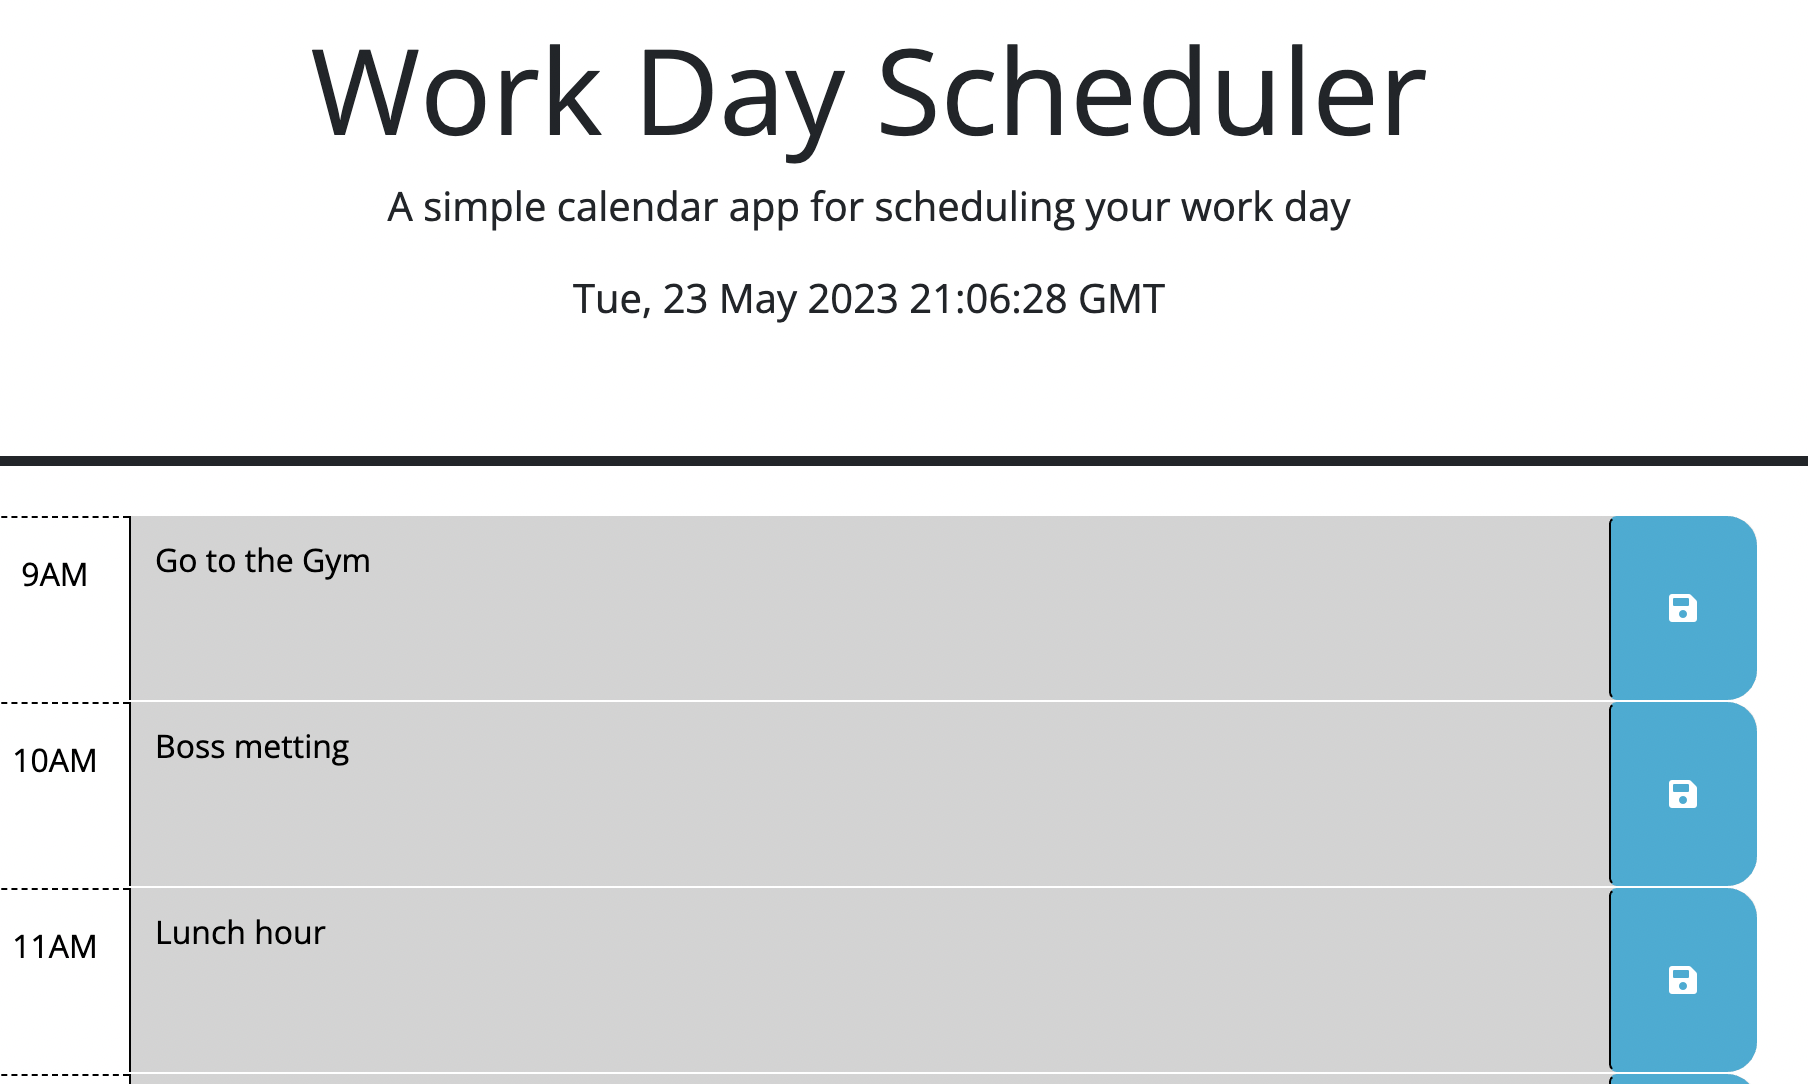 Work Day Scheduler
A simple calendar app for scheduling your work day
Tue, 23 May 2023 21:06:28 GMT
9AM
Go to the Gym
10AM
Boss metting
11AM
Lunch hour